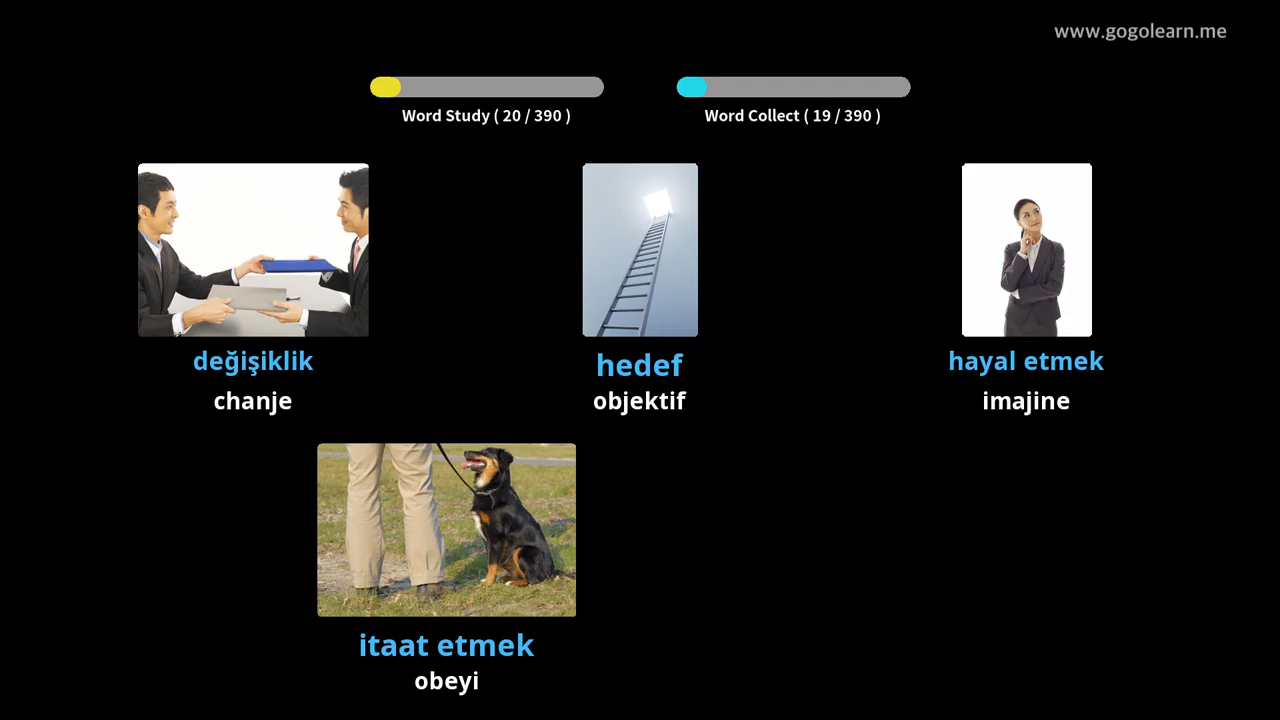 www.gogolearn.me
Word Study ( 20 / 390 )
Word Collect ( 19 / 390 )
değişiklik
chanje
hedef
objektif
hayal etmek
imajine
itaat etmek
obeyi